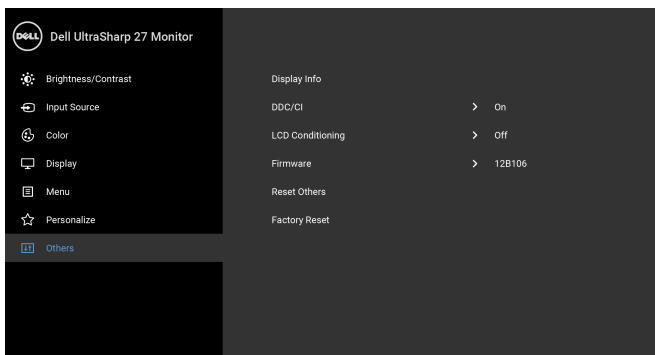 DELL Dell UltraSharp 27 Monitor
Brightness/Contrast
Input Source
Color
Display
Menu
Personalize
Others
Display Info
DDC/CI > On
LCD Conditioning > Off
Firmware > 12B106
Reset Others
Factory Reset